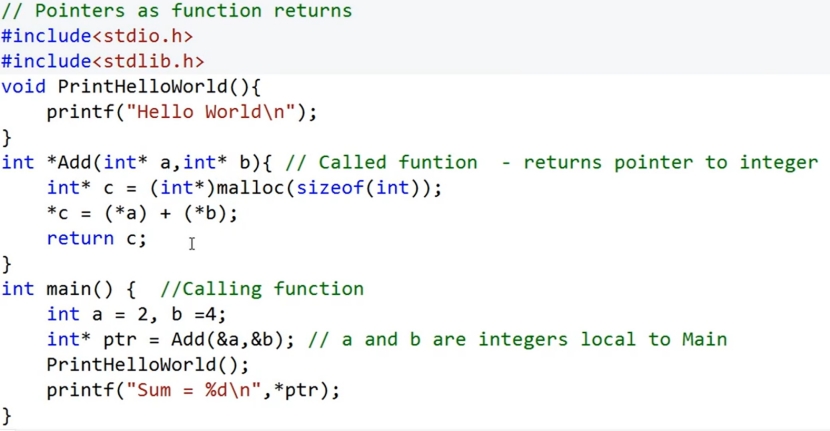 // Pointers as function returns
#include<stdio.h>
#include<stdlib.h>
void PrintHelloWorld(){
    printf("Hello World\n");
}
int *Add(int* a,int* b){ // Called funtion  - returns pointer to integer
    int* c = (int*)malloc(sizeof(int));
    *c = (*a) + (*b);
    return c;
}
int main() {  //Calling function
    int a = 2, b =4;
    int* ptr = Add(&a,&b); // a and b are integers local to Main
    PrintHelloWorld();
    printf("Sum = %d\n",*ptr);
}